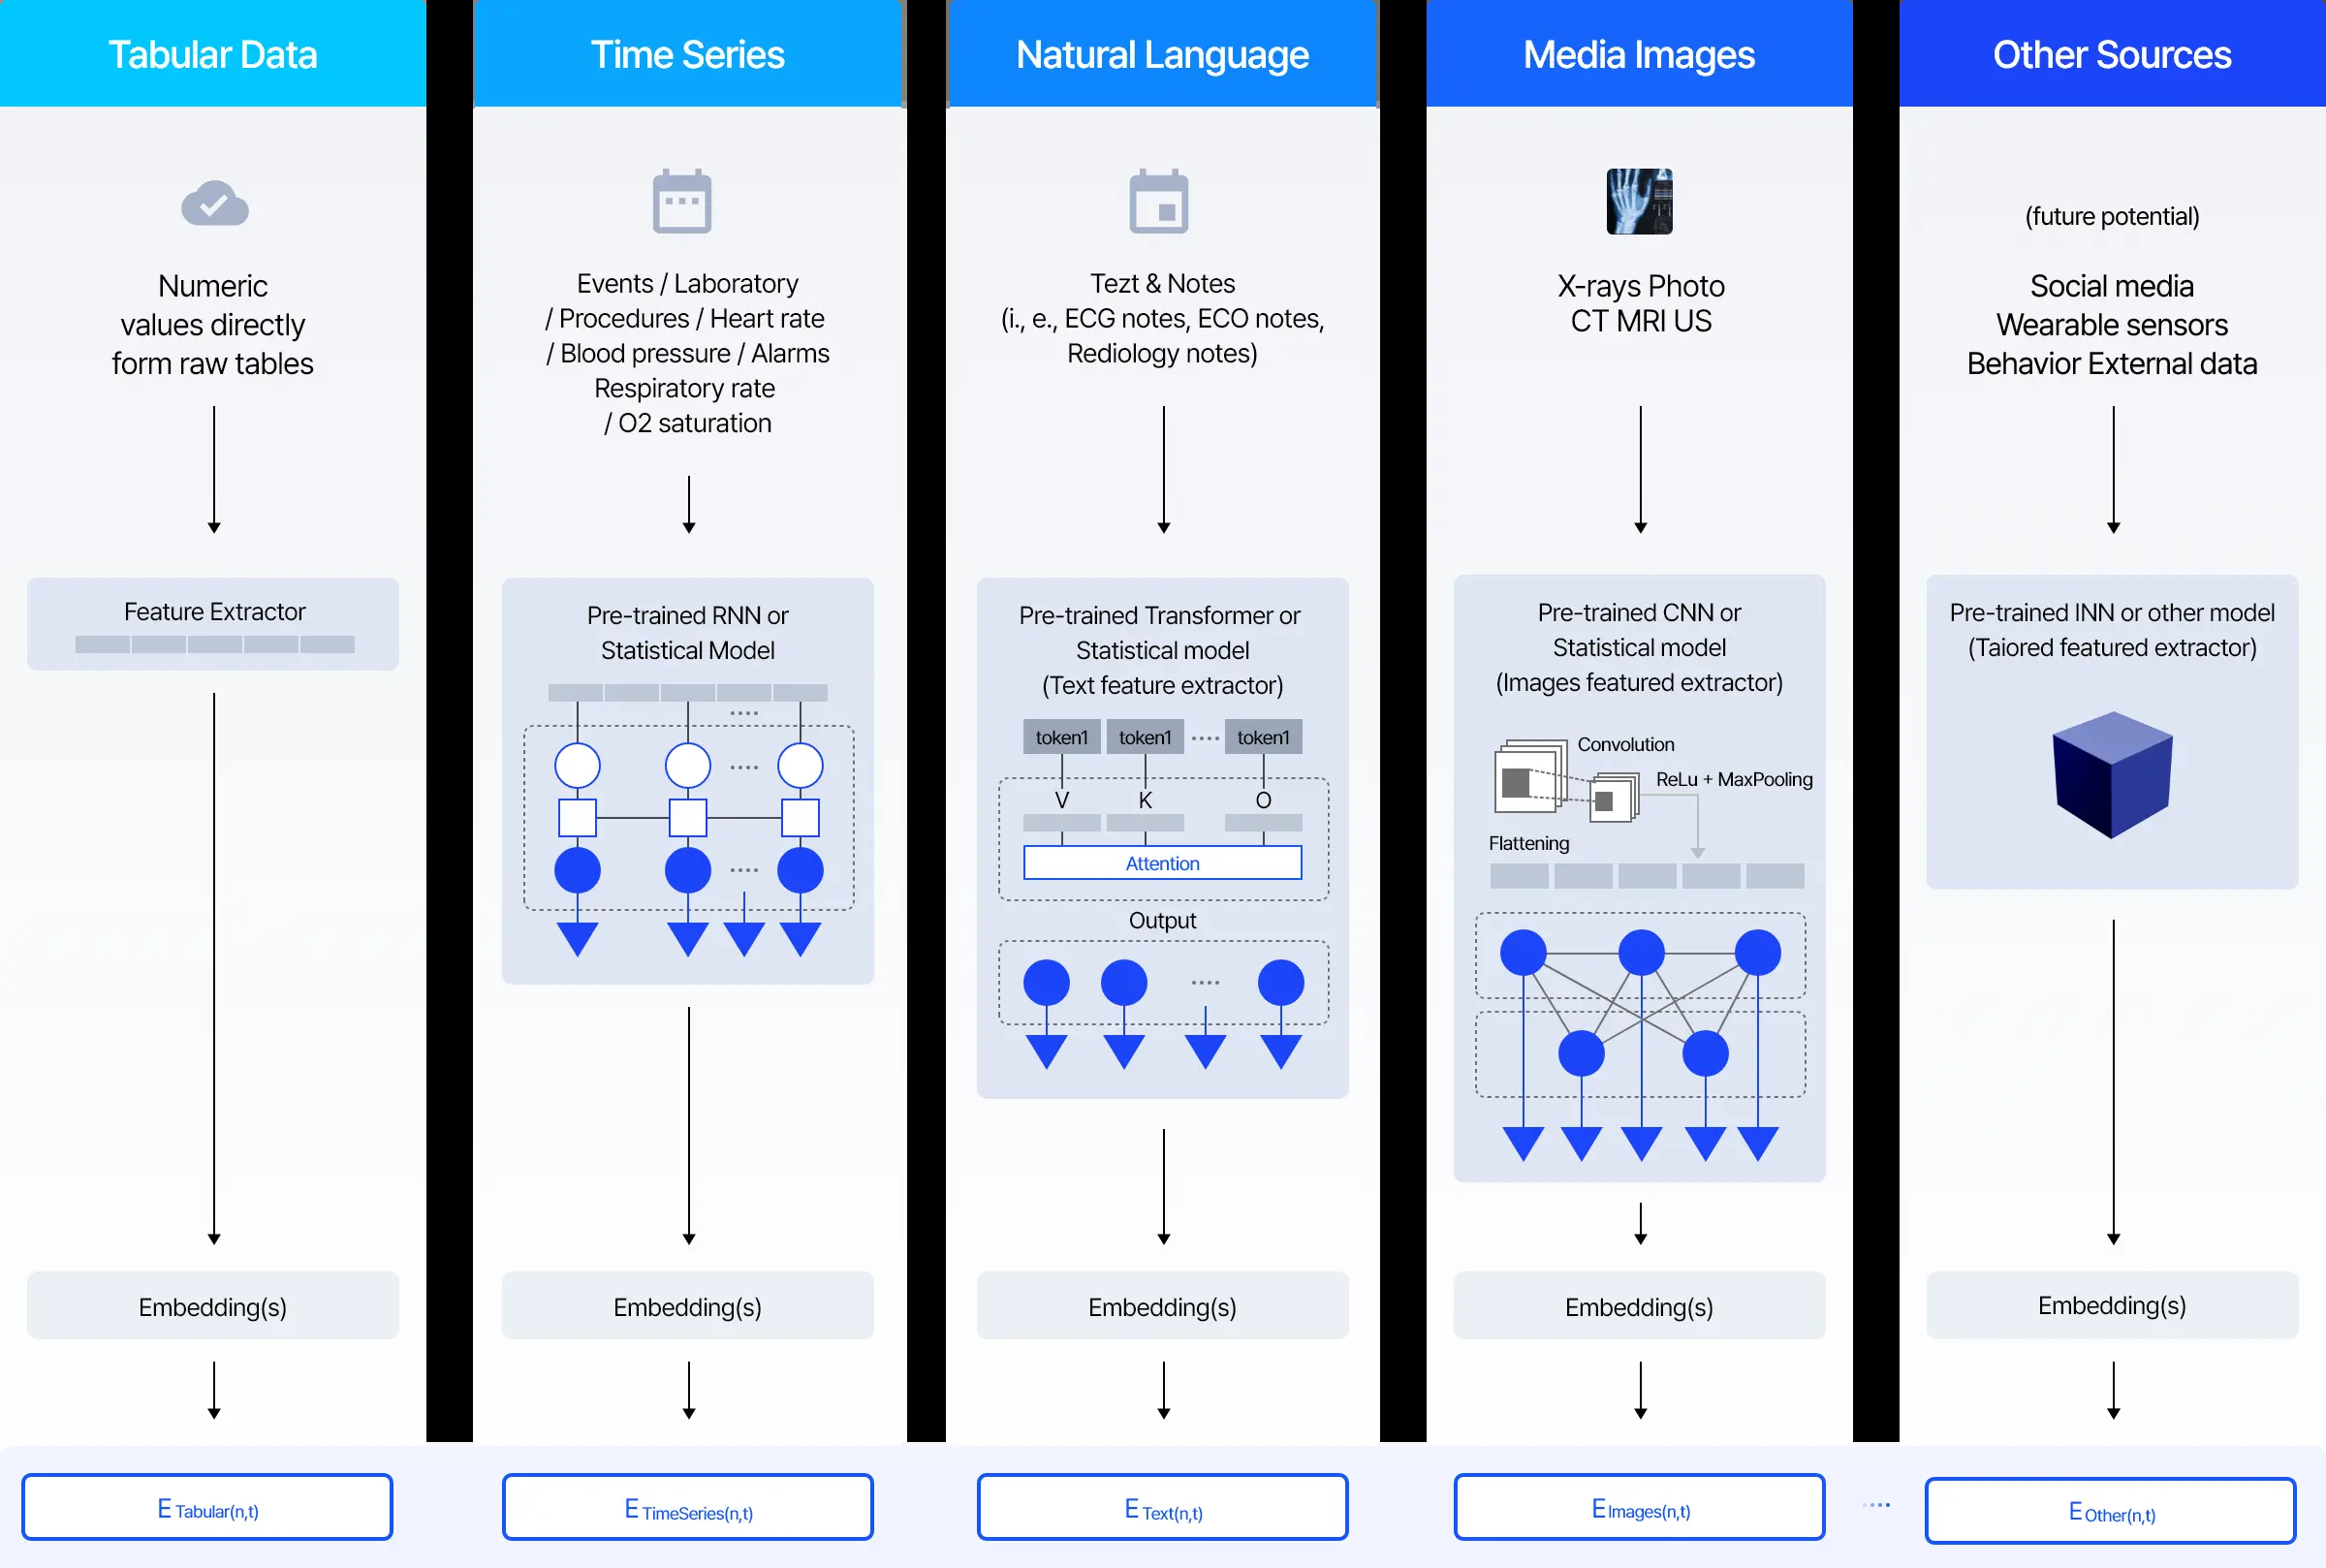 Tabular Data
Numeric
values directly
form raw tables
Feature Extractor
Embedding(s)
E Tabular(n,t)
Time Series
Events / Laboratory
/ Procedures / Heart rate
/ Blood pressure / Alarms
Respiratory rate
/ O2 saturation
Pre-trained RNN or
Statistical Model
....
....
....
Embedding(s)
E TimeSeries(n,t)
Natural Language
Tezt & Notes
(i., e., ECG notes, ECO notes,
Rediology notes)
Pre-trained Transformer or
Statistical model
(Text feature extractor)
token1 token1 .... token1
V K O
Attention
Output
....
Embedding(s)
E Text(n,t)
Media Images
X-rays Photo
CT MRI US
Pre-trained CNN or
Statistical model
(Images featured extractor)
Convolution
ReLu + MaxPooling
Flattening
Embedding(s)
E Images(n,t)
....
Other Sources
(future potential)
Social media
Wearable sensors
Behavior External data
Pre-trained INN or other model
(Taiored featured extractor)
Embedding(s)
E Other(n,t)